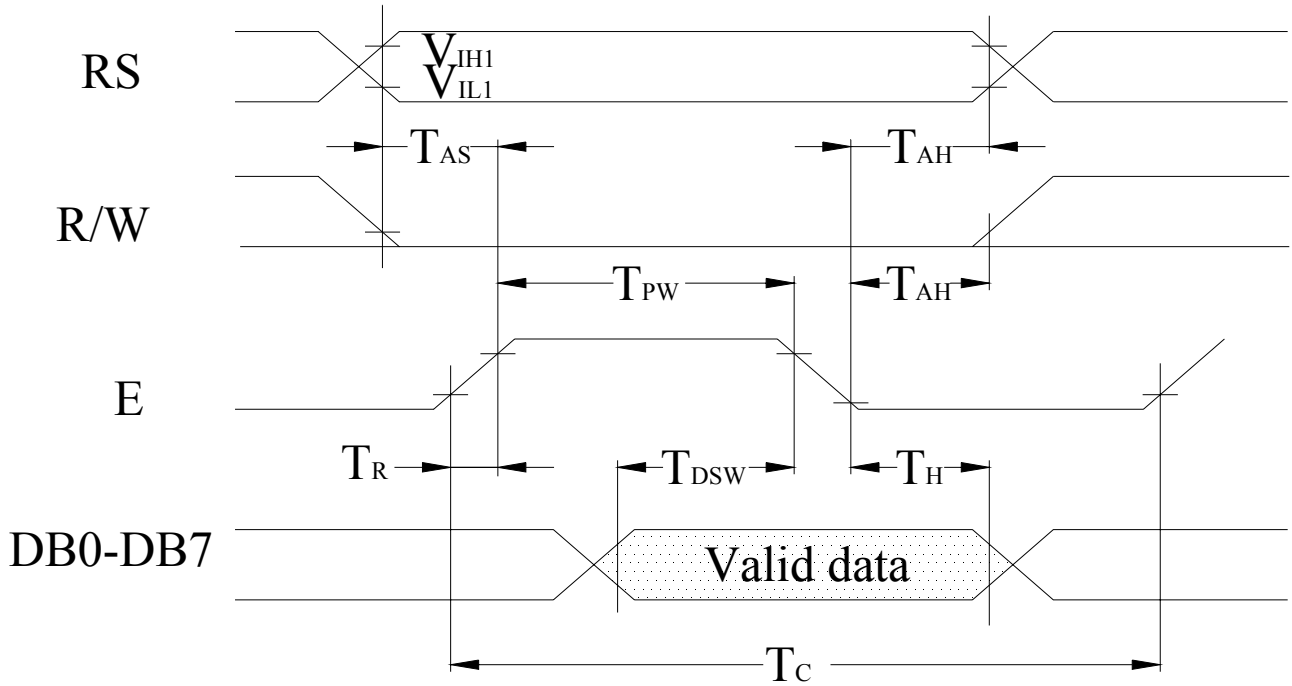 RS
VIH1
VIL1
TAS
TAH
R/W
TPW
TAH
E
TR
TDSW
TH
DB0-DB7
Valid data
TC